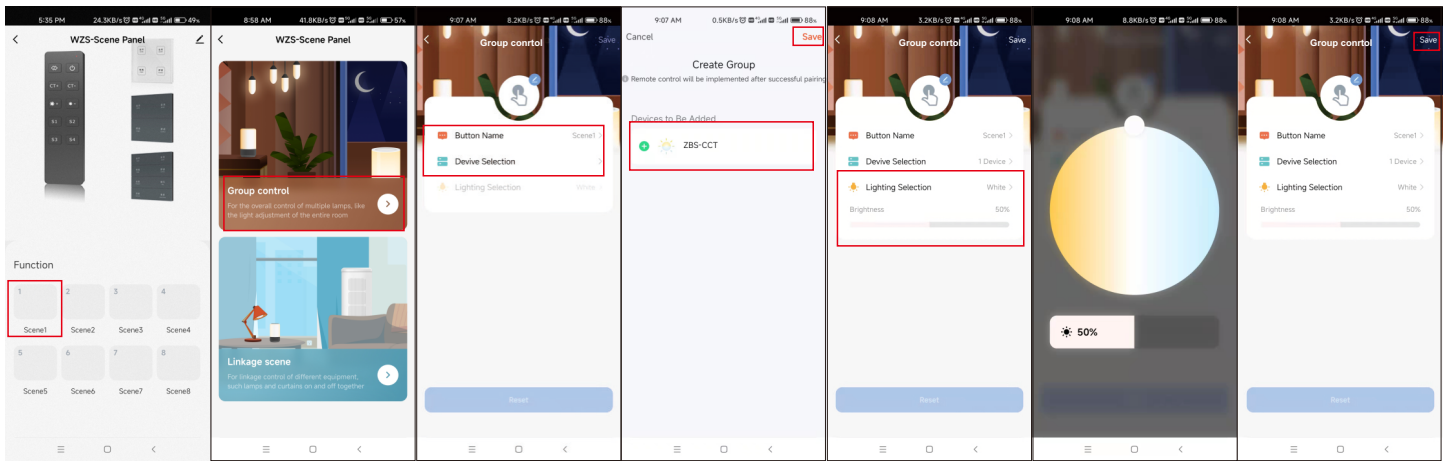 5:35 PM 24.3KB/s 49%
WZS-Scene Panel
CT+ CT-
S1 S2
S3 S4
Function
1 2 3 4
Scene1 Scene2 Scene3 Scene4
5 6 7 8
Scene5 Scene6 Scene7 Scene8
8:58 AM 41.8KB/s 57%
WZS-Scene Panel
Group control
For the overall control of multiple lamps, like
the light adjustment of the entire room
Linkage scene
For linkage control of different equipment,
such lamps and curtains on and off together
9:07 AM 8.2KB/s 88%
Group conrtol Save
Button Name Scene1
Devive Selection
Lighting Selection White
Reset
9:07 AM 0.5KB/s 88%
Cancel Save
Create Group
Remote control will be implemented after successful pairing
Devices to Be Added
ZBS-CCT
9:08 AM 3.2KB/s 88%
Group conrtol Save
Button Name Scene1
Devive Selection 1 Device
Lighting Selection White
Brightness 50%
Reset
9:08 AM 8.8KB/s 88%
50%
9:08 AM 3.2KB/s 88%
Group conrtol Save
Button Name Scene1
Devive Selection 1 Device
Lighting Selection White
Brightness 50%
Reset